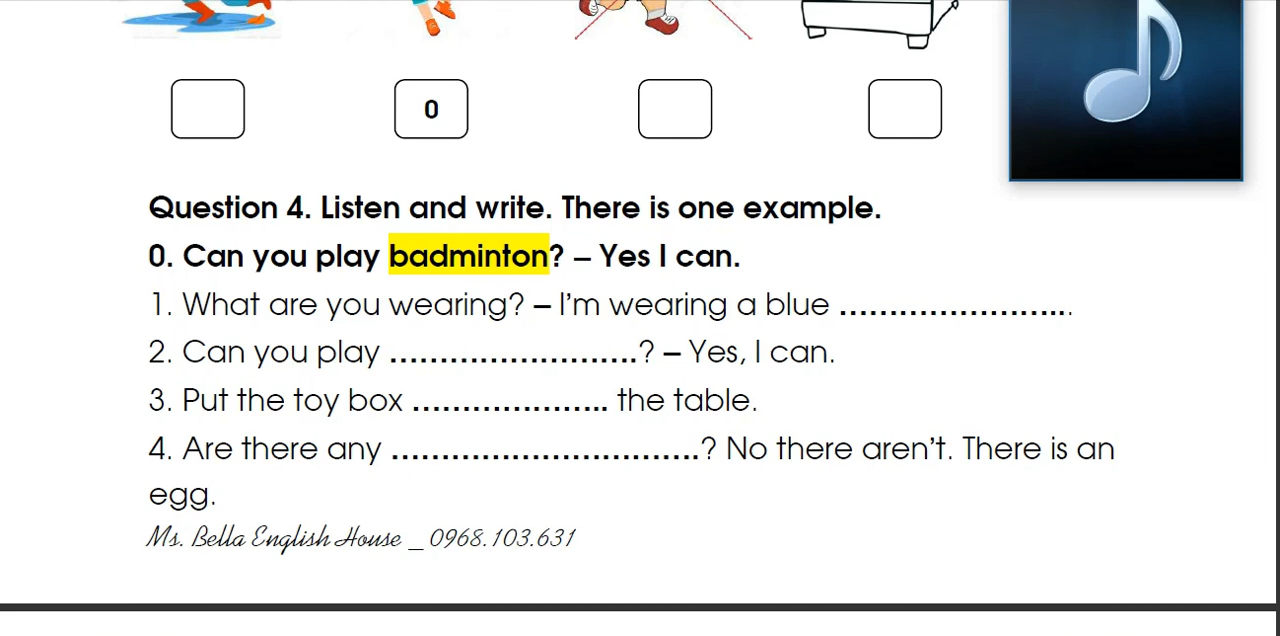 0
Question 4. Listen and write. There is one example.
0. Can you play badminton? – Yes I can.
1. What are you wearing? – I'm wearing a blue ……………………..
2. Can you play …………………….? – Yes, I can.
3. Put the toy box ……………….. the table.
4. Are there any ………………………….? No there aren't. There is an
egg.
Ms. Bella English House _ 0968.103.631